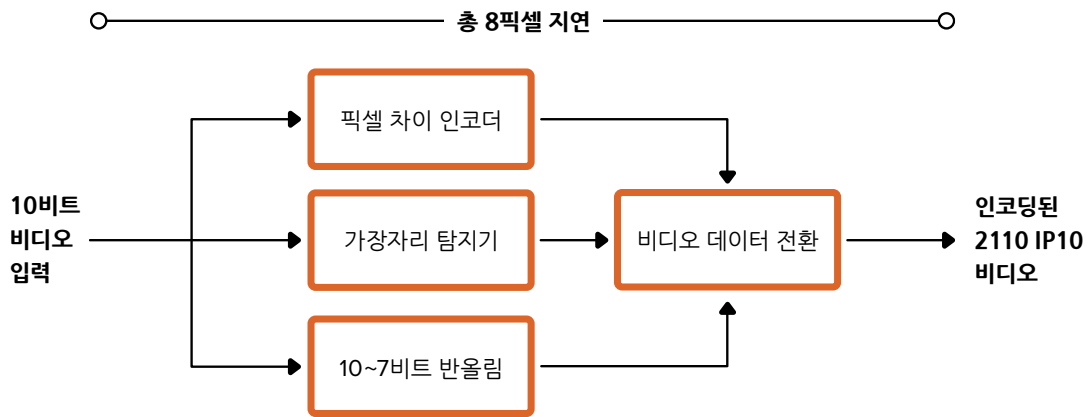 총 8픽셀 지연
픽셀 차이 인코더
10비트
비디오
입력
가장자리 탐지기
비디오 데이터 전환
인코딩된
2110 IP10
비디오
10~7비트 반올림